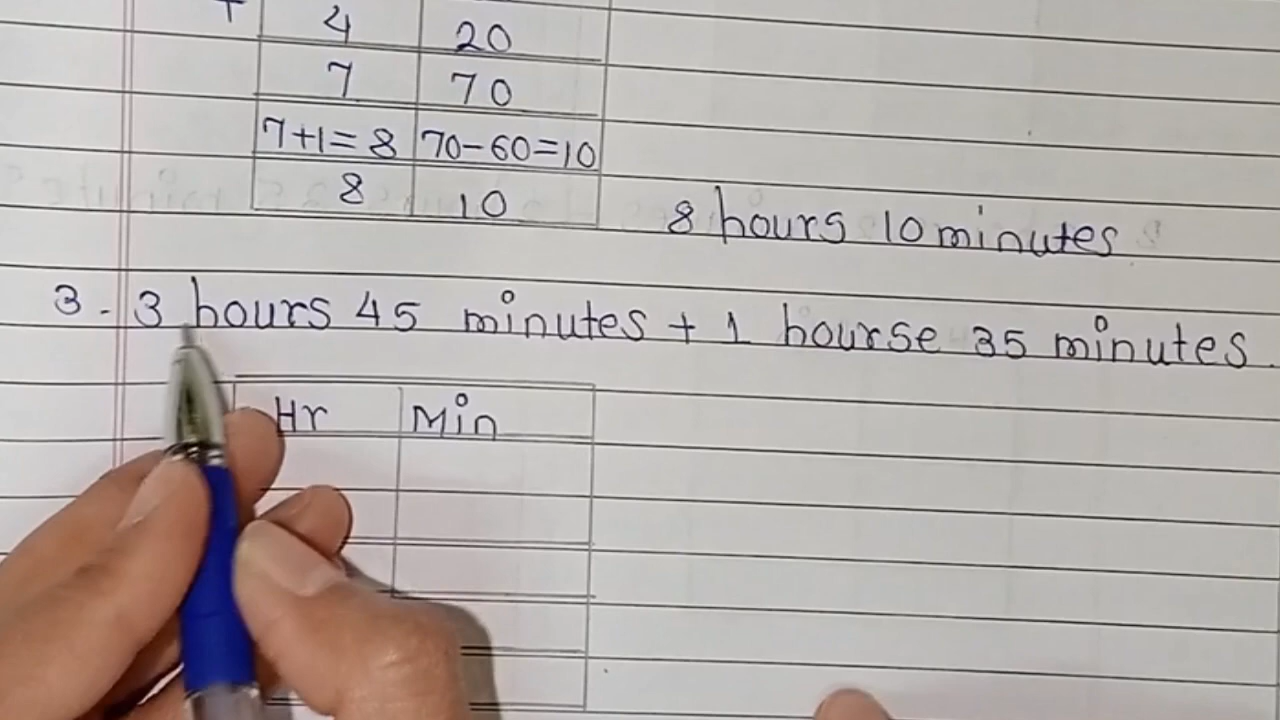 + 4 20
7 70
7+1=8 70-60=10
8 10
8 hours 10 minutes
3. 3 hours 45 minutes + 1 hourse 35 minutes.
Hr Min